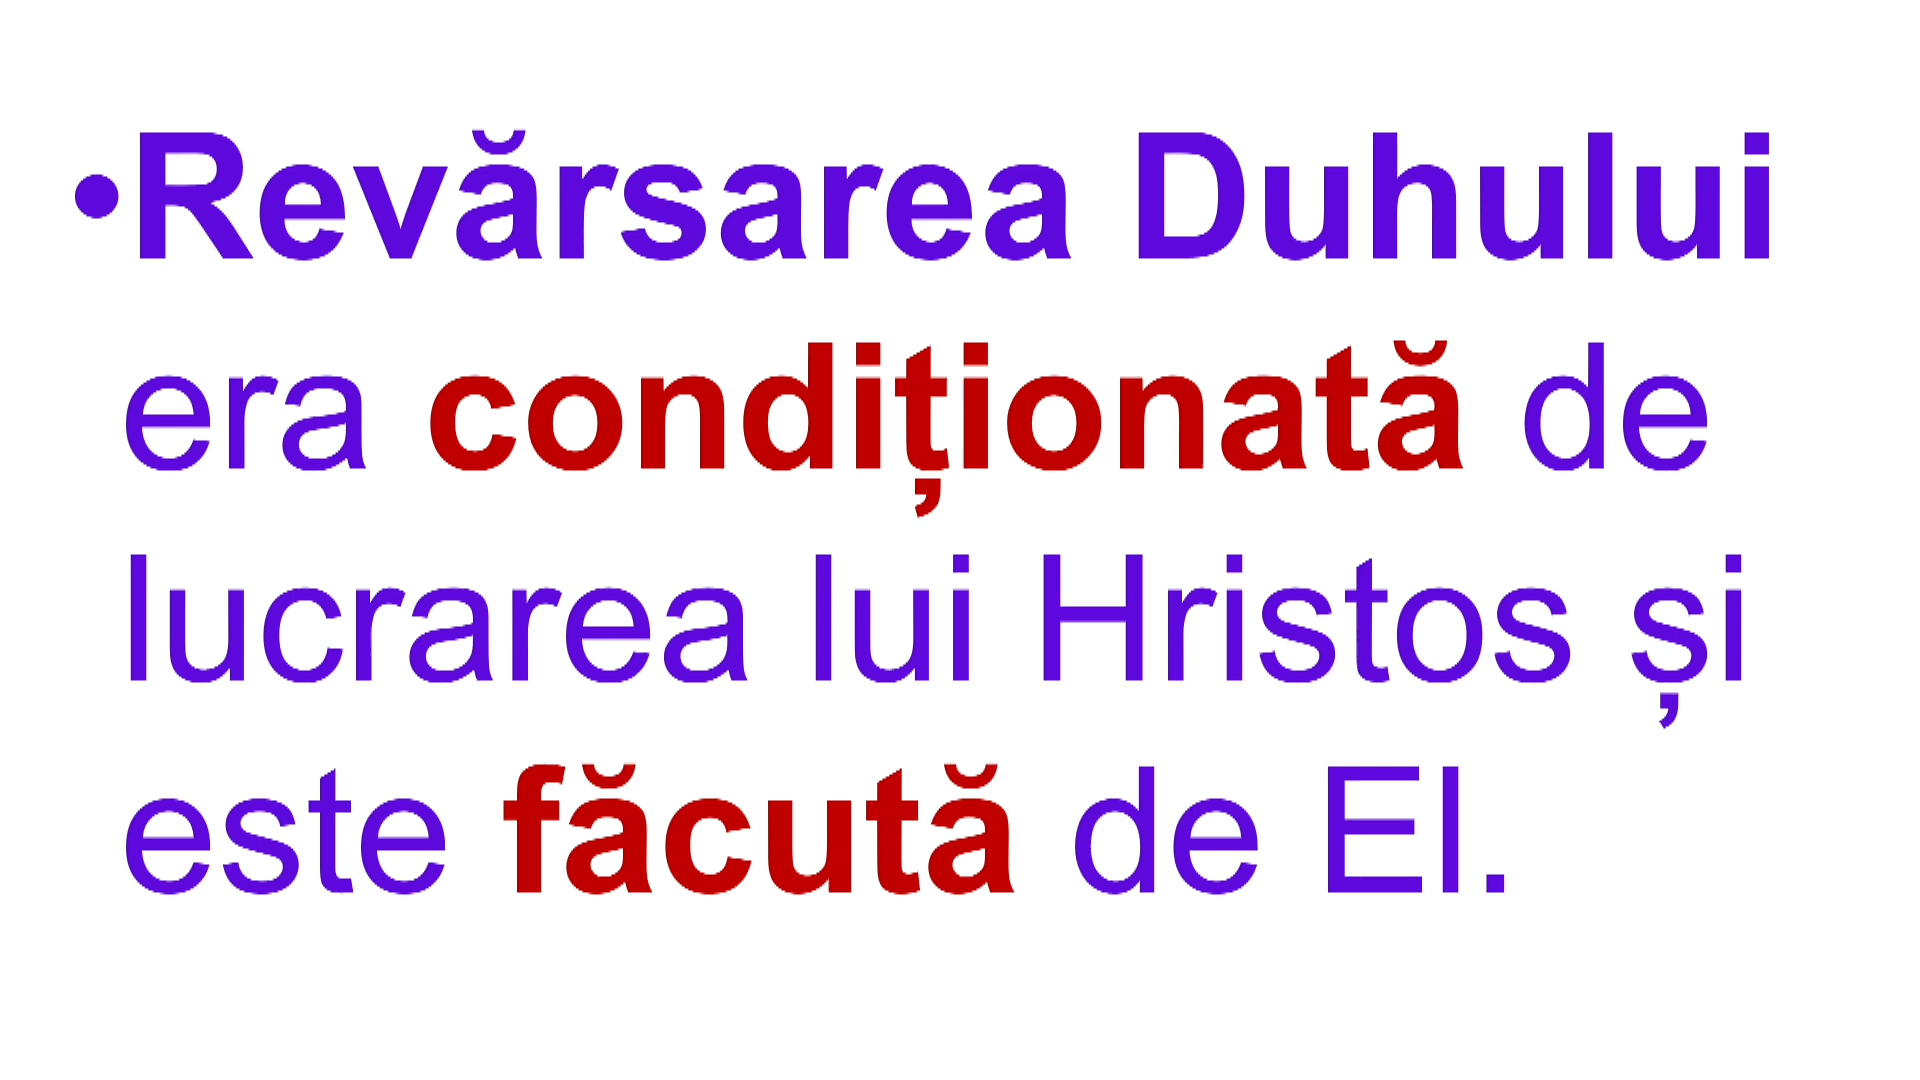 •Revărsarea Duhului
era condiționată de
lucrarea lui Hristos și
este făcută de El.